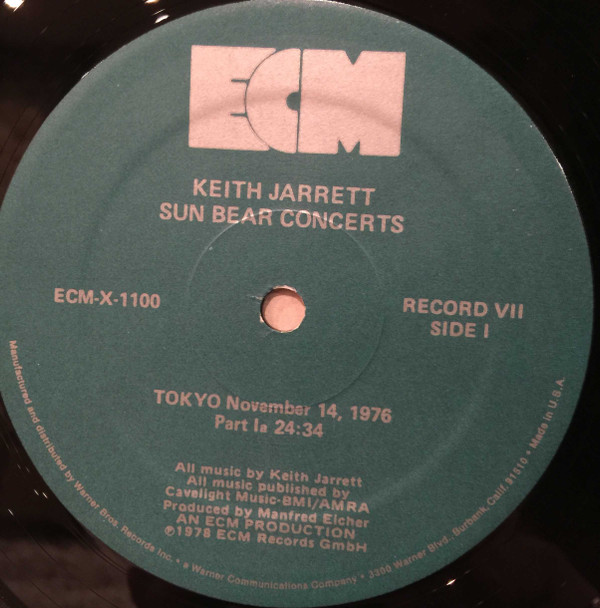 ECM
KEITH JARRETT
SUN BEAR CONCERTS
ECM-X-1100
RECORD VII
SIDE I
TOKYO November 14, 1976
Part Ia 24:34
All music by Keith Jarrett
All music published by
Cavelight Music-BMI/AMRA
Produced by Manfred Eicher
AN ECM PRODUCTION
℗1978 ECM Records GmbH
Manufactured and distributed by Warner Bros. Records Inc. • a Warner Communications Company • 3300 Warner Blvd., Burbank, Calif. 91510 • Made in U.S.A.